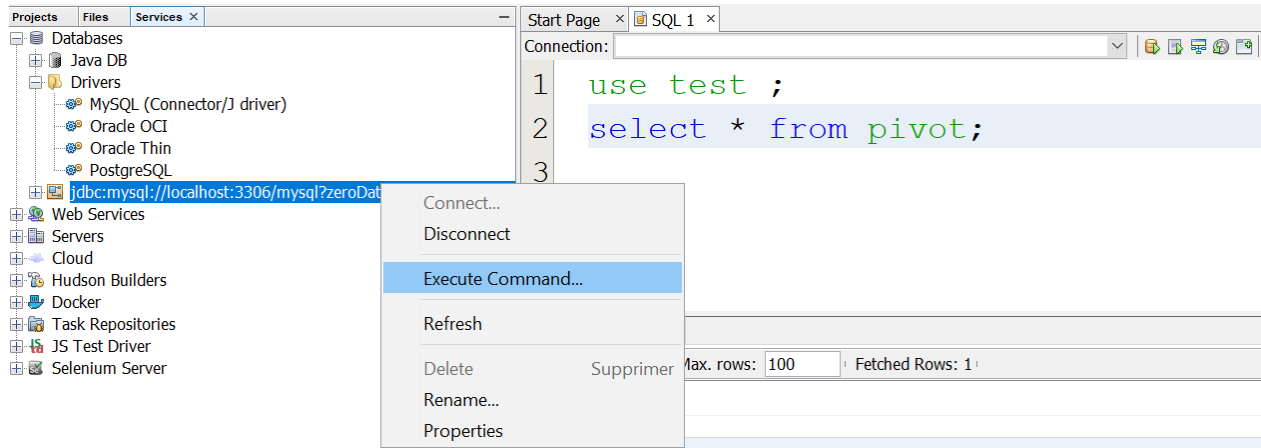 Projects Files Services ×
Databases
Java DB
Drivers
MySQL (Connector/J driver)
Oracle OCI
Oracle Thin
PostgreSQL
jdbc:mysql://localhost:3306/mysql?zeroDat
Web Services
Servers
Cloud
Hudson Builders
Docker
Task Repositories
JS Test Driver
Selenium Server
Connect...
Disconnect
Execute Command...
Refresh
Delete Supprimer
Rename...
Properties
Start Page × SQL 1 ×
Connection:
1 use test ;
2 select * from pivot;
3
Max. rows: 100 Fetched Rows: 1